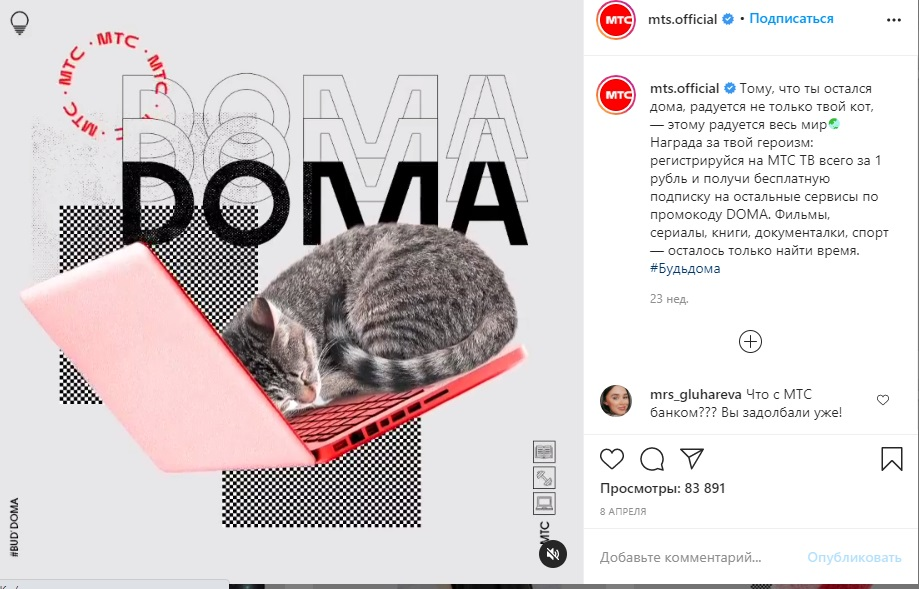 · МТС · МТС · МТС · МТС
DOMA
DOMA
DOMA
#BUD'DOMA
МТС
МТС
mts.official • Подписаться
МТС
mts.official Тому, что ты остался
дома, радуется не только твой кот,
— этому радуется весь мир
Награда за твой героизм:
регистрируйся на МТС ТВ всего за 1
рубль и получи бесплатную
подписку на остальные сервисы по
промокоду DOMA. Фильмы,
сериалы, книги, документалки, спорт
— осталось только найти время.
#Будьдома
23 нед.
mrs_gluhareva Что с МТС
банком??? Вы задолбали уже!
Просмотры: 83 891
8 АПРЕЛЯ
Добавьте комментарий... Опубликовать